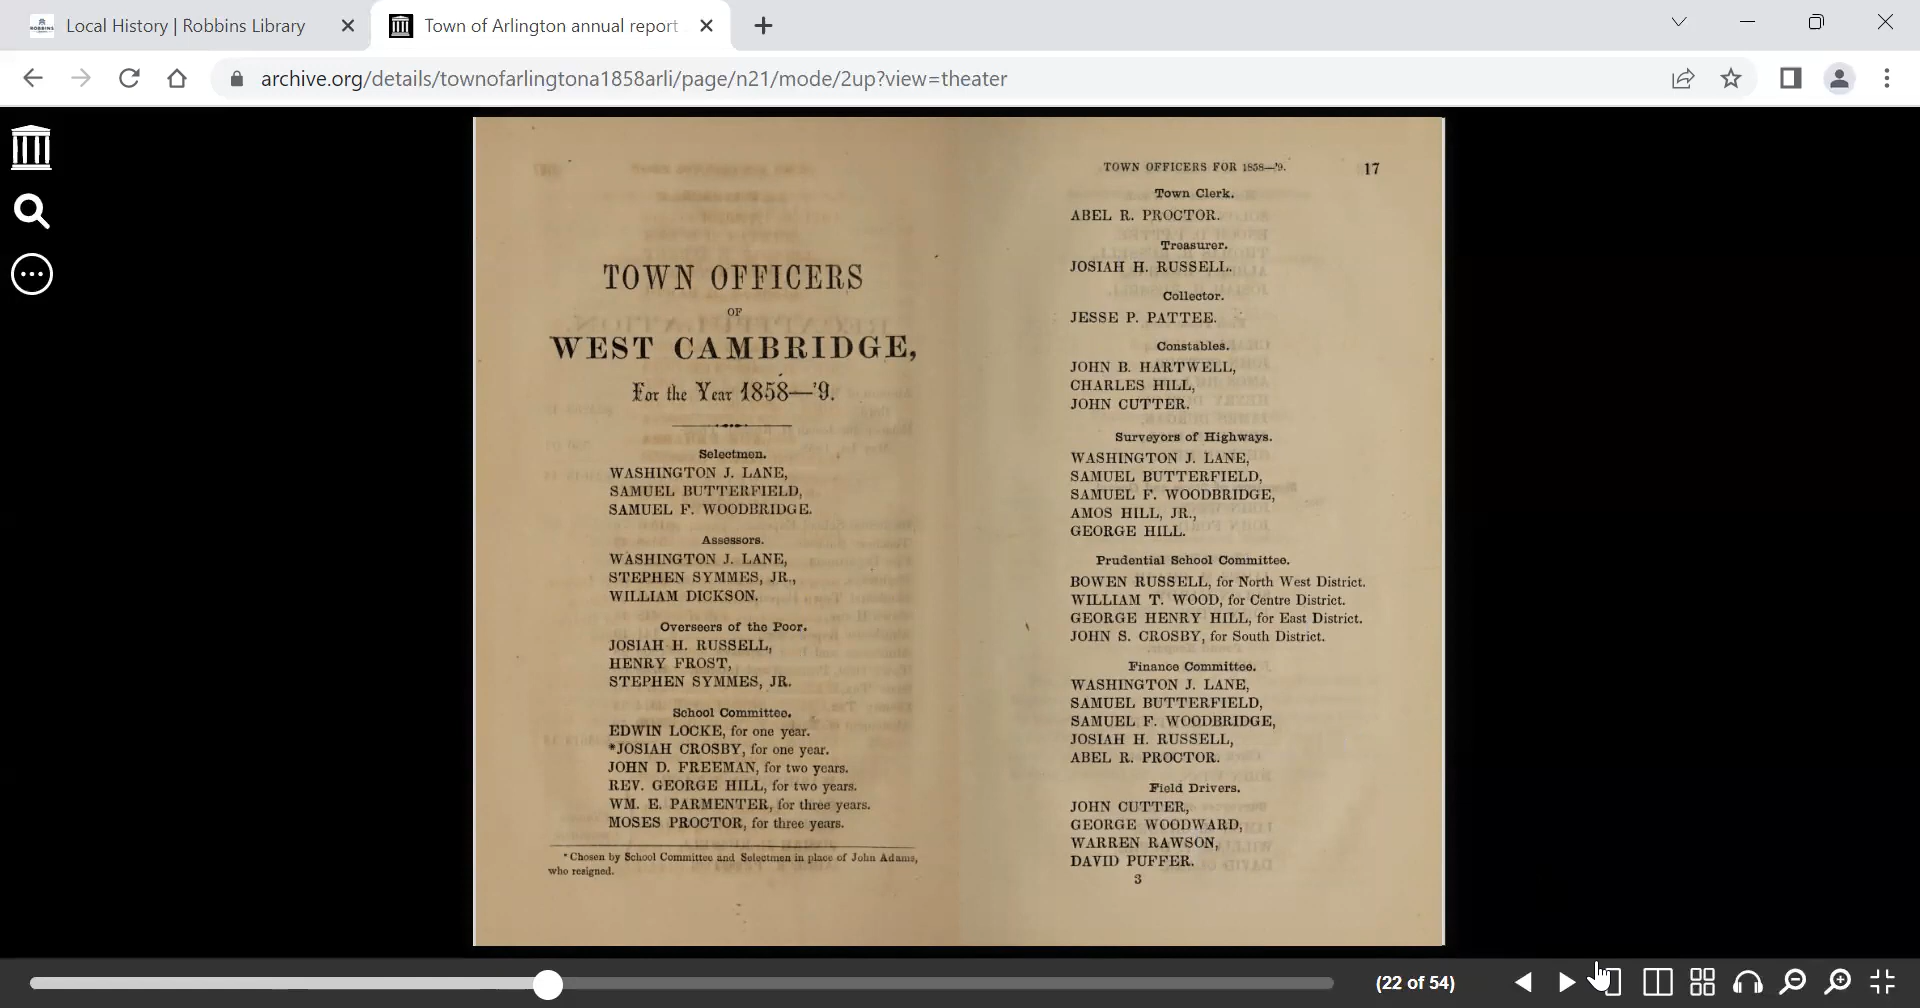 Local History | Robbins Library
Town of Arlington annual report
archive.org/details/townofarlingtona1858arli/page/n21/mode/2up?view=theater
TOWN OFFICERS
OF
WEST CAMBRIDGE,
For the Year 1858—'9.
Selectmen.
WASHINGTON J. LANE,
SAMUEL BUTTERFIELD,
SAMUEL F. WOODBRIDGE.
Assessors.
WASHINGTON J. LANE,
STEPHEN SYMMES, JR.,
WILLIAM DICKSON.
Overseers of the Poor.
JOSIAH H. RUSSELL,
HENRY FROST,
STEPHEN SYMMES, JR.
School Committee.
EDWIN LOCKE, for one year.
*JOSIAH CROSBY, for one year.
JOHN D. FREEMAN, for two years.
REV. GEORGE HILL, for two years.
WM. E. PARMENTER, for three years.
MOSES PROCTOR, for three years.
* Chosen by School Committee and Selectmen in place of John Adams,
who resigned.
TOWN OFFICERS FOR 1858—'9. 17
Town Clerk.
ABEL R. PROCTOR.
Treasurer.
JOSIAH H. RUSSELL.
Collector.
JESSE P. PATTEE.
Constables.
JOHN B. HARTWELL,
CHARLES HILL,
JOHN CUTTER.
Surveyors of Highways.
WASHINGTON J. LANE,
SAMUEL BUTTERFIELD,
SAMUEL F. WOODBRIDGE,
AMOS HILL, JR.,
GEORGE HILL.
Prudential School Committee.
BOWEN RUSSELL, for North West District.
WILLIAM T. WOOD, for Centre District.
GEORGE HENRY HILL, for East District.
JOHN S. CROSBY, for South District.
Finance Committee.
WASHINGTON J. LANE,
SAMUEL BUTTERFIELD,
SAMUEL F. WOODBRIDGE,
JOSIAH H. RUSSELL,
ABEL R. PROCTOR.
Field Drivers.
JOHN CUTTER,
GEORGE WOODWARD,
WARREN RAWSON,
DAVID PUFFER.
3
(22 of 54)